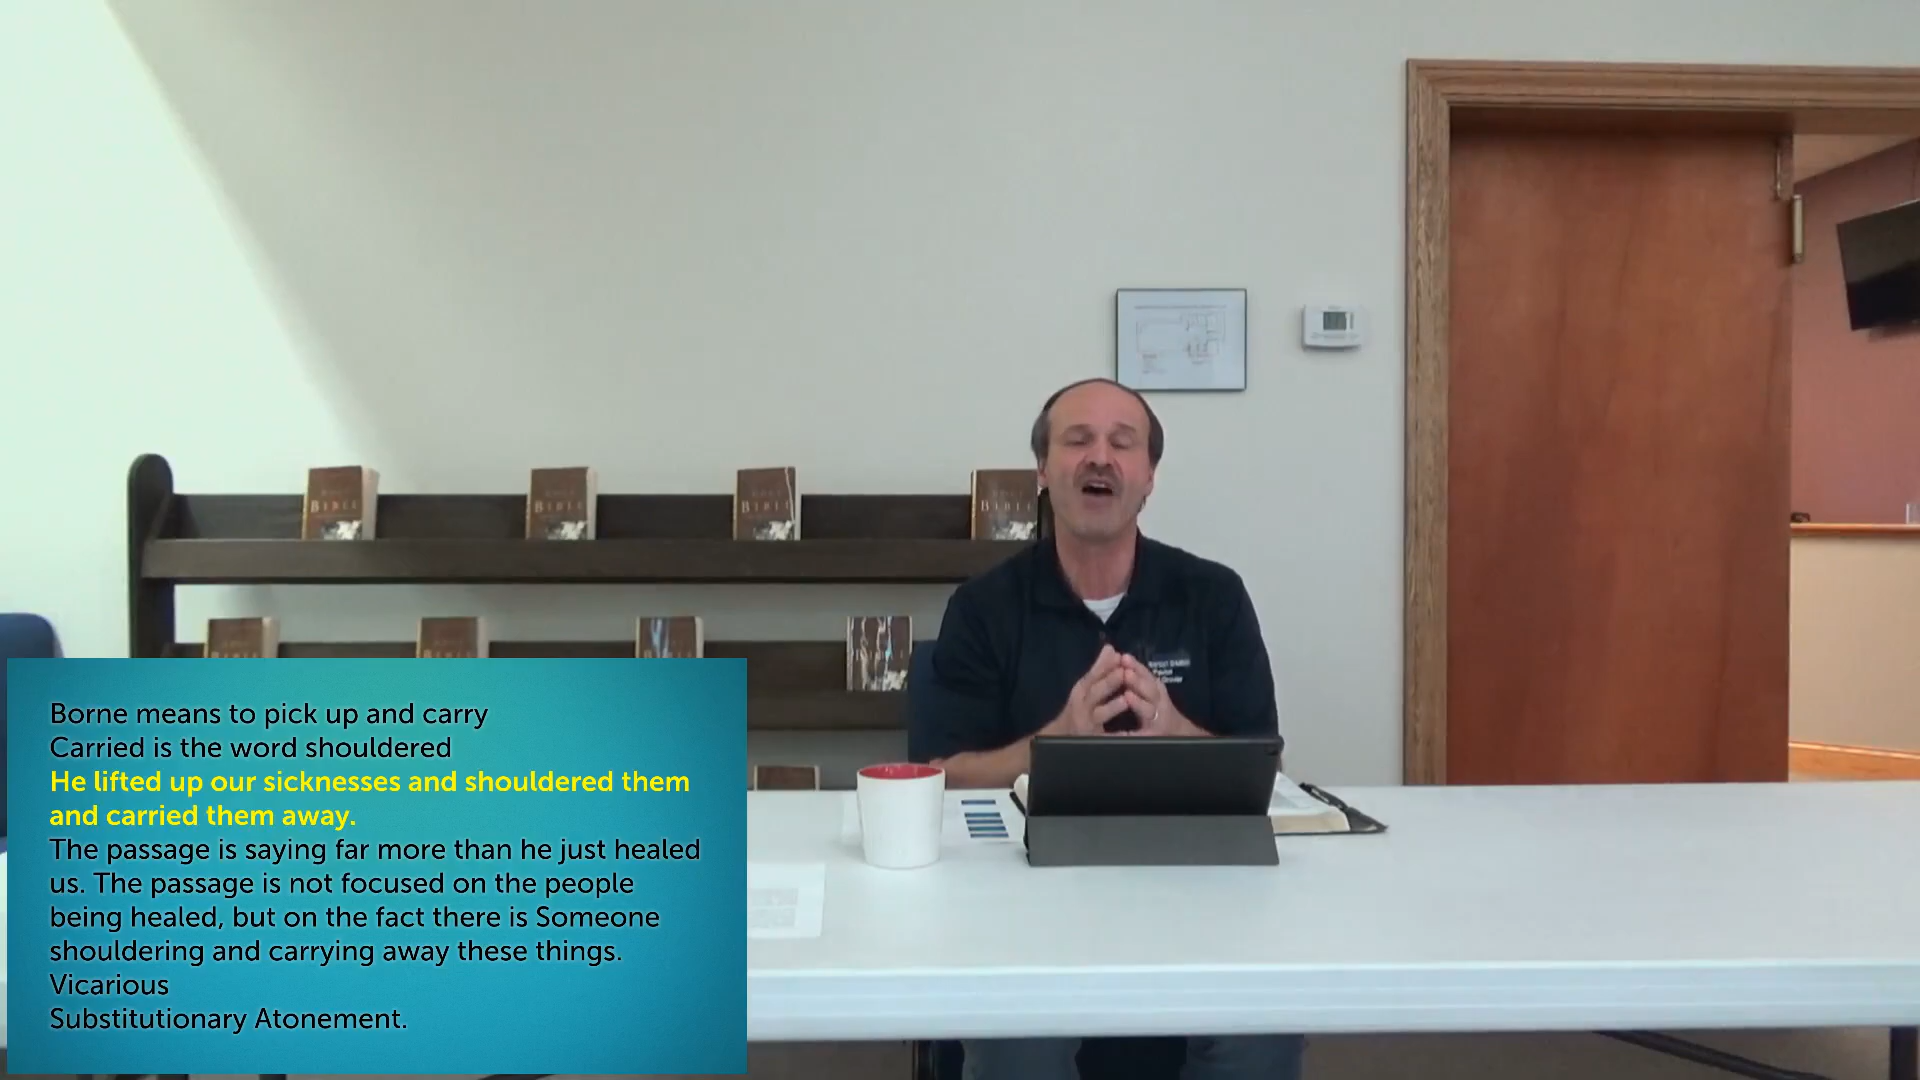 BIBLE
BIBLE
BIBLE
BIBLE
BIBLE
BIBLE
Borne means to pick up and carry
Carried is the word shouldered
He lifted up our sicknesses and shouldered them
and carried them away.
The passage is saying far more than he just healed
us. The passage is not focused on the people
being healed, but on the fact there is Someone
shouldering and carrying away these things.
Vicarious
Substitutionary Atonement.